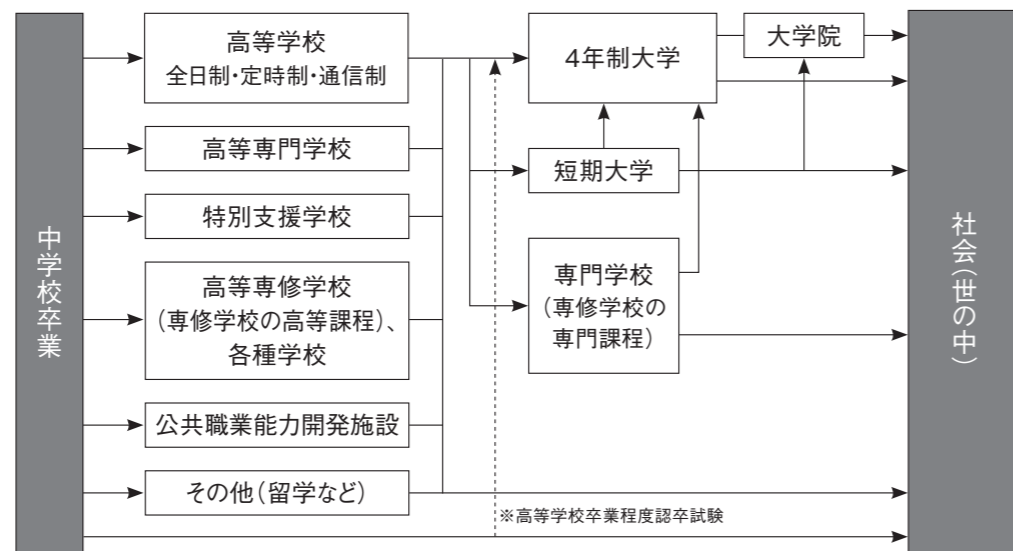 中学校卒業
高等学校
全日制・定時制・通信制
高等専門学校
特別支援学校
高等専修学校
(専修学校の高等課程)、
各種学校
公共職業能力開発施設
その他(留学など)
4年制大学
短期大学
専門学校
(専修学校の
専門課程)
大学院
※高等学校卒業程度認卒試験
社会(世の中)